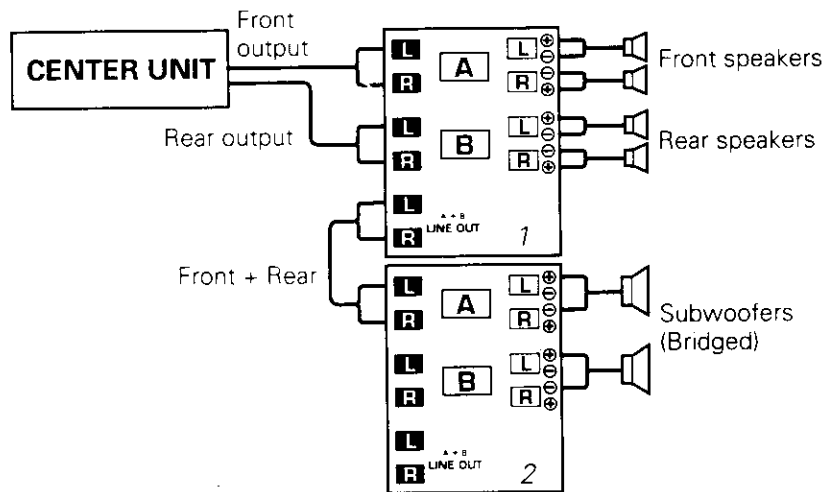 Front
output
CENTER UNIT
Rear output
Front + Rear
L
R
A
L ⊕
⊖
R ⊖
⊕
Front speakers
L
R
B
L ⊕
⊖
R ⊖
⊕
Rear speakers
L
R
A + B
LINE OUT
1
L
R
A
L ⊕
⊖
R ⊖
⊕
L
R
B
L ⊕
⊖
R ⊖
⊕
Subwoofers
(Bridged)
L
R
A + B
LINE OUT
2